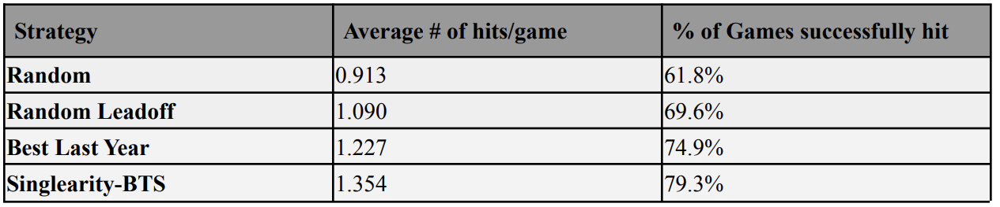 Strategy Average # of hits/game % of Games successfully hit
Random 0.913 61.8%
Random Leadoff 1.090 69.6%
Best Last Year 1.227 74.9%
Singlearity-BTS 1.354 79.3%